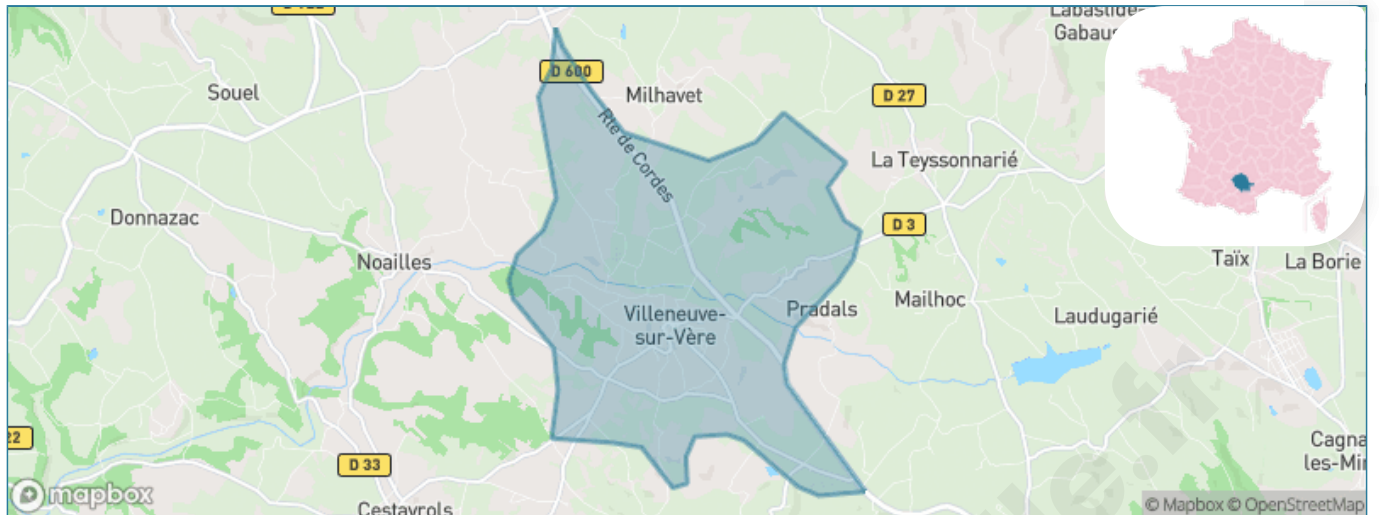 Labastide-
Gabaus
D 600
Souel
Milhavet
D 27
Rte de Cordes
La Teyssonnarié
Donnazac
D 3
Noailles
Taïx
La Borie
Villeneuve-
sur-Vère
Pradals
Mailhoc
Laudugarié
22
D 33
Cagna
les-Mi
Cestayrols
mapbox
© Mapbox © OpenStreetMap